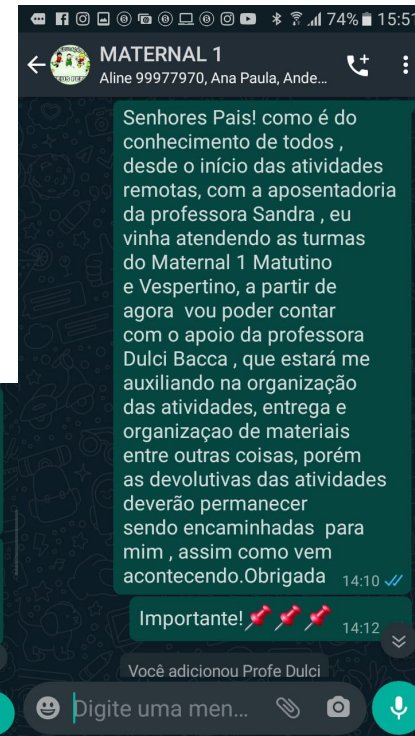 74% 15:51
MATERNAL 1
Aline 99977970, Ana Paula, Ande...
Senhores Pais! como é do
conhecimento de todos ,
desde o início das atividades
remotas, com a aposentadoria
da professora Sandra , eu
vinha atendendo as turmas
do Maternal 1 Matutino
e Vespertino, a partir de
agora vou poder contar
com o apoio da professora
Dulci Bacca , que estará me
auxiliando na organização
das atividades, entrega e
organizaçao de materiais
entre outras coisas, porém
as devolutivas das atividades
deverão permanecer
sendo encaminhadas para
mim , assim como vem
acontecendo.Obrigada 14:10
Importante!📌📌📌 14:12
Você adicionou Profe Dulci
Digite uma men...